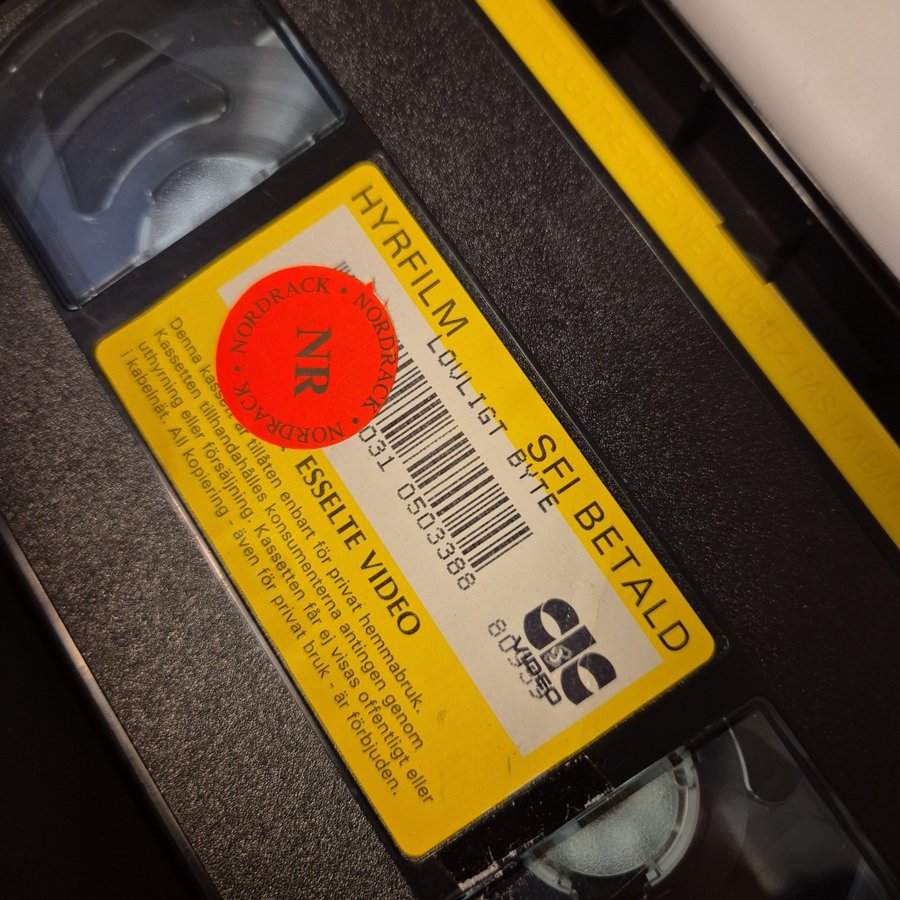 HYRFILM
SFI BETALD
LOVLIGT BYTE
031 0503388
VIDEO
NORDRACK • NORDRACK • NORDRACK •
NR
ESSELTE VIDEO
Denna kassett är tillåten enbart för privat hemmabruk.
Kassetten tillhandahålles konsumenterna antingen genom
uthyrning eller försäljning. Kassetten får ej visas offentligt eller
i kabelnät. All kopiering - även för privat bruk - är förbjuden.